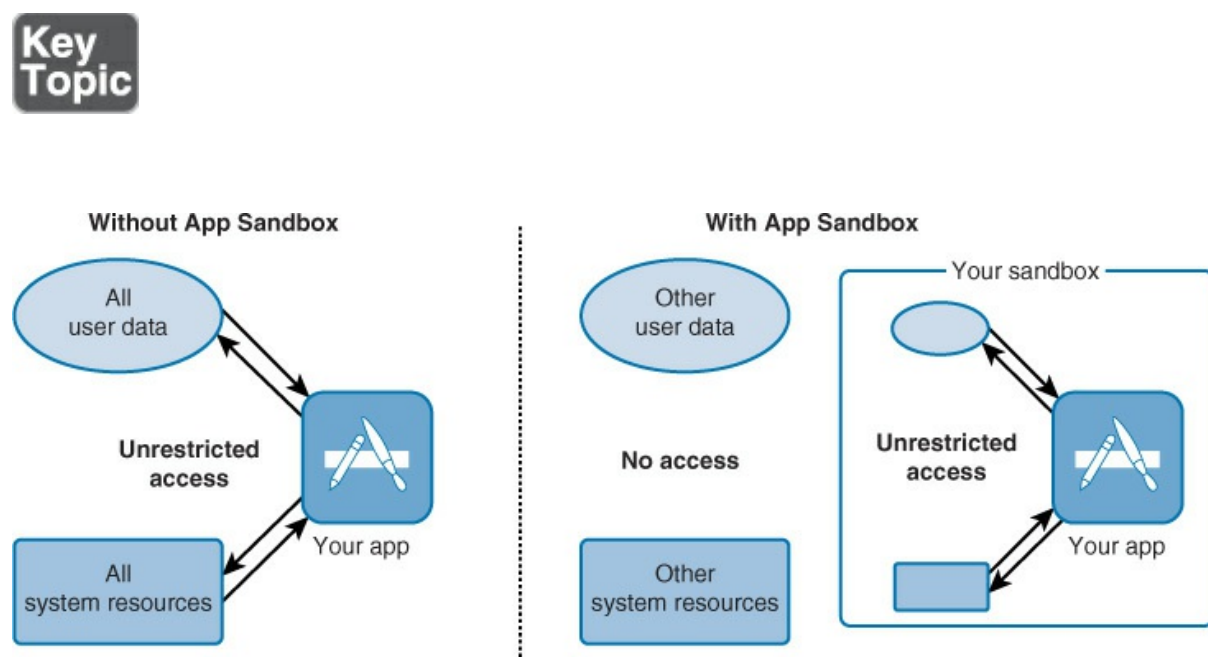 Key
Topic
Without App Sandbox
All
user data
Unrestricted
access
Your app
All
system resources
With App Sandbox
Other
user data
No access
Other
system resources
Your sandbox
Unrestricted
access
Your app